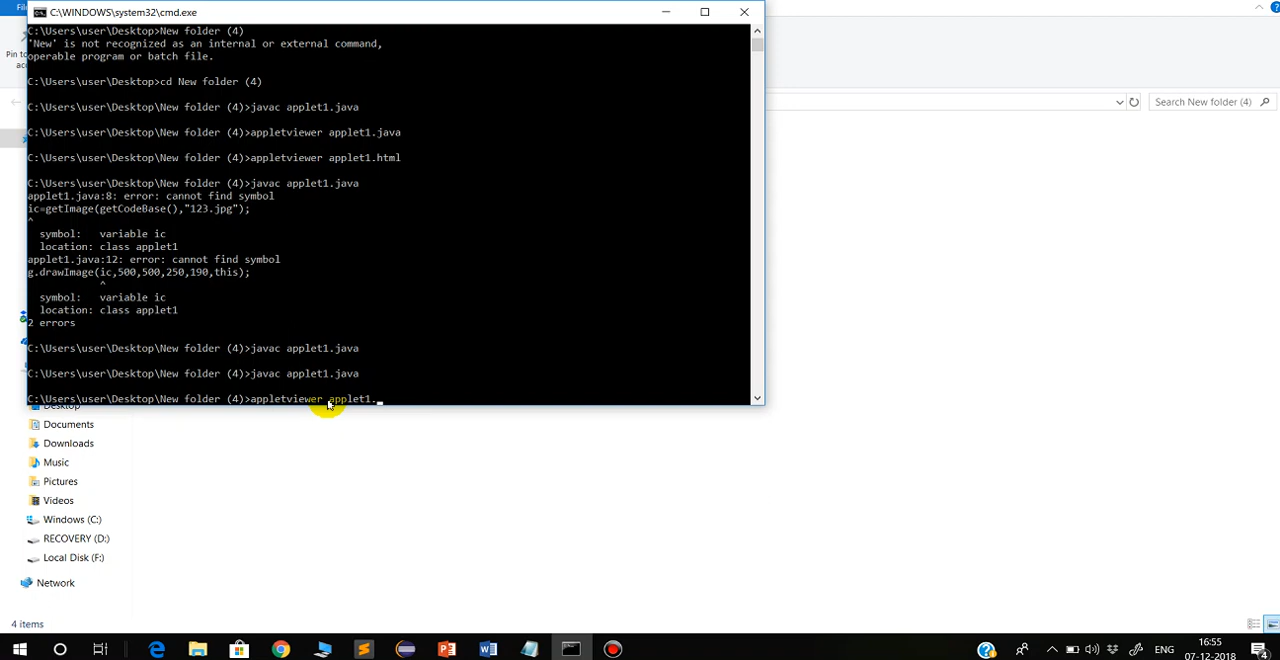 Fil
C:\WINDOWS\system32\cmd.exe
Pin to
acc
C:\Users\user\Desktop>New folder (4)
'New' is not recognized as an internal or external command,
operable program or batch file.
C:\Users\user\Desktop>cd New folder (4)
C:\Users\user\Desktop\New folder (4)>javac applet1.java
C:\Users\user\Desktop\New folder (4)>appletviewer applet1.java
C:\Users\user\Desktop\New folder (4)>appletviewer applet1.html
C:\Users\user\Desktop\New folder (4)>javac applet1.java
applet1.java:8: error: cannot find symbol
ic=getImage(getCodeBase(),"123.jpg");
^
symbol:   variable ic
location: class applet1
applet1.java:12: error: cannot find symbol
g.drawImage(ic,500,500,250,190,this);
^
symbol:   variable ic
location: class applet1
2 errors
C:\Users\user\Desktop\New folder (4)>javac applet1.java
C:\Users\user\Desktop\New folder (4)>javac applet1.java
C:\Users\user\Desktop\New folder (4)>appletviewer applet1._
Search New folder (4)
Desktop
Documents
Downloads
Music
Pictures
Videos
Windows (C:)
RECOVERY (D:)
Local Disk (F:)
Network
4 items
ENG
16:55
07-12-2018
4